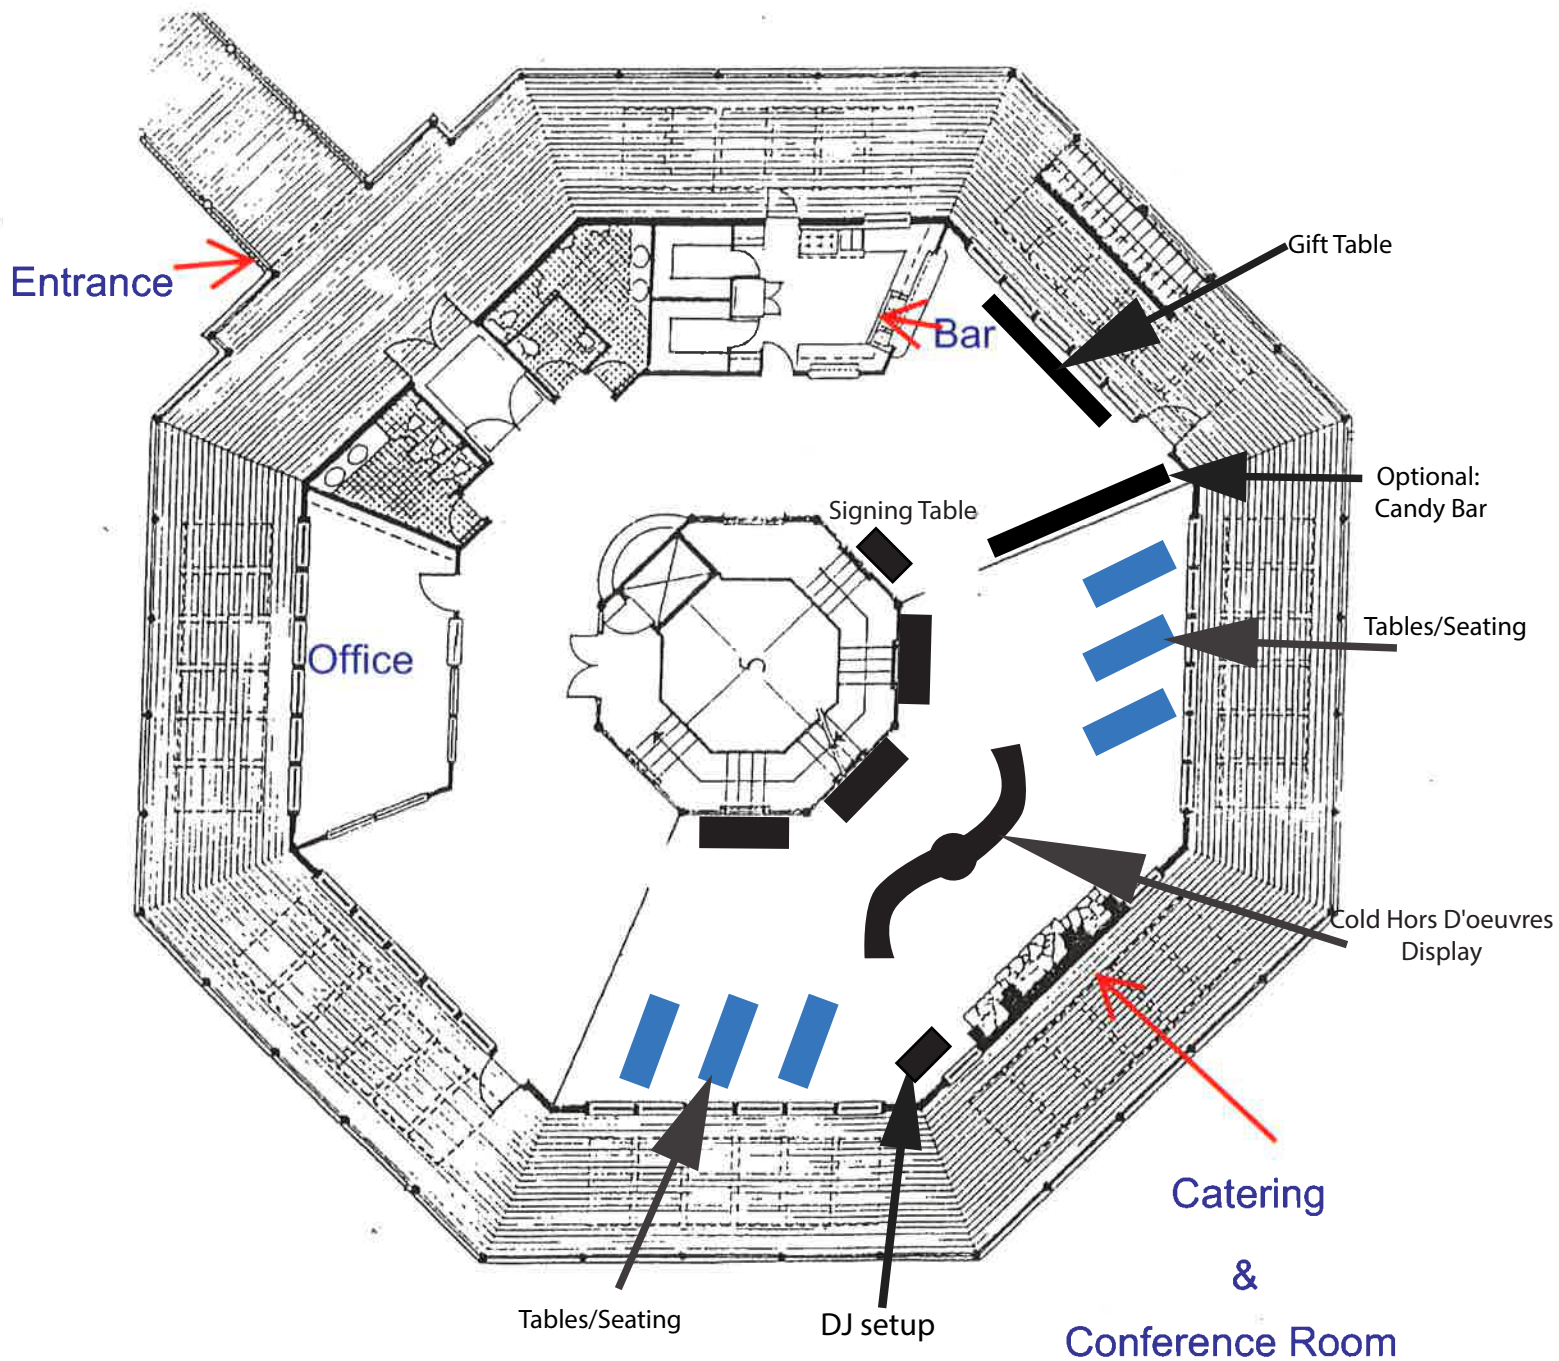 Gift Table
Entrance
Bar
Optional:
Candy Bar
Signing Table
Tables/Seating
Office
Cold Hors D'oeuvres
Display
Catering
&
Conference Room
Tables/Seating
DJ setup